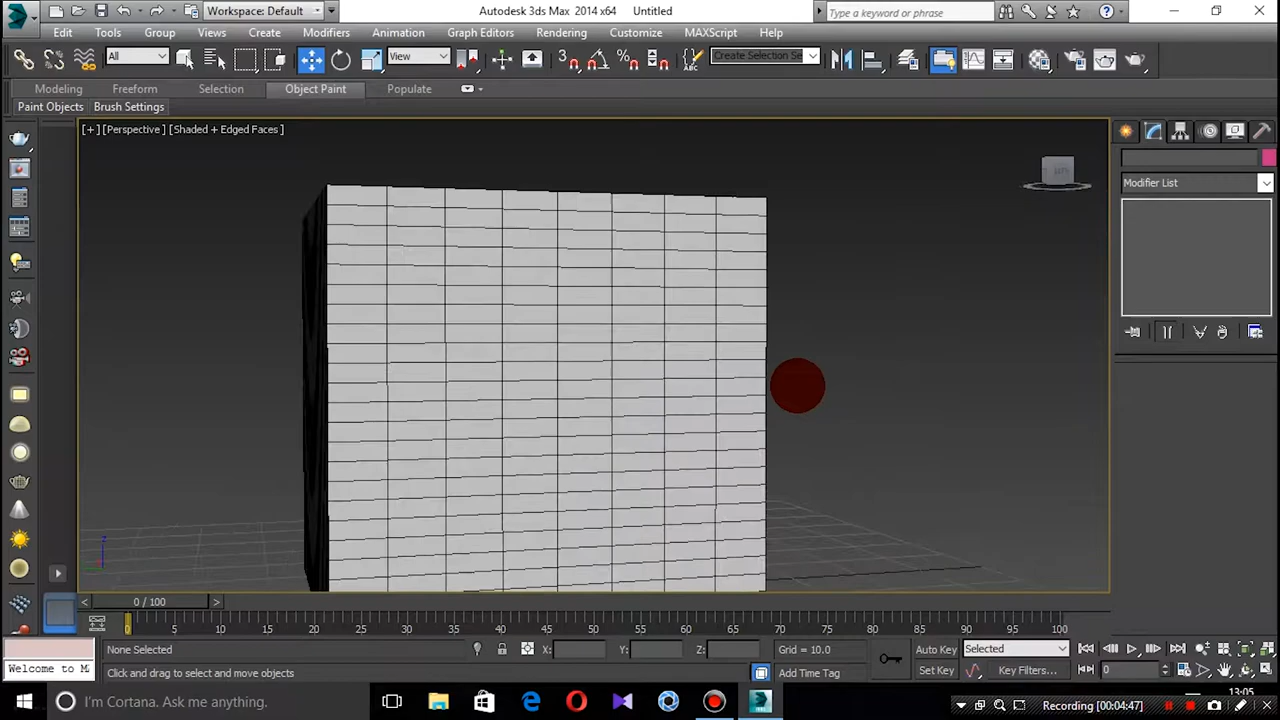 Workspace: Default
Autodesk 3ds Max 2014 x64 Untitled
Type a keyword or phrase
Edit Tools Group Views Create Modifiers Animation Graph Editors Rendering Customize MAXScript Help
All View Create Selection Se
Modeling Freeform Selection Object Paint Populate
Paint Objects Brush Settings
[+] [Perspective] [Shaded + Edged Faces]
Modifier List
z
0 / 100
0 5 10 15 20 25 30 35 40 45 50 55 60 65 70 75 80 85 90 95 100
None Selected X: Y: Z: Grid = 10.0 Auto Key Selected
Welcome to M Click and drag to select and move objects Add Time Tag Set Key Key Filters... 0
I'm Cortana. Ask me anything. 13:05
Recording [00:04:47]